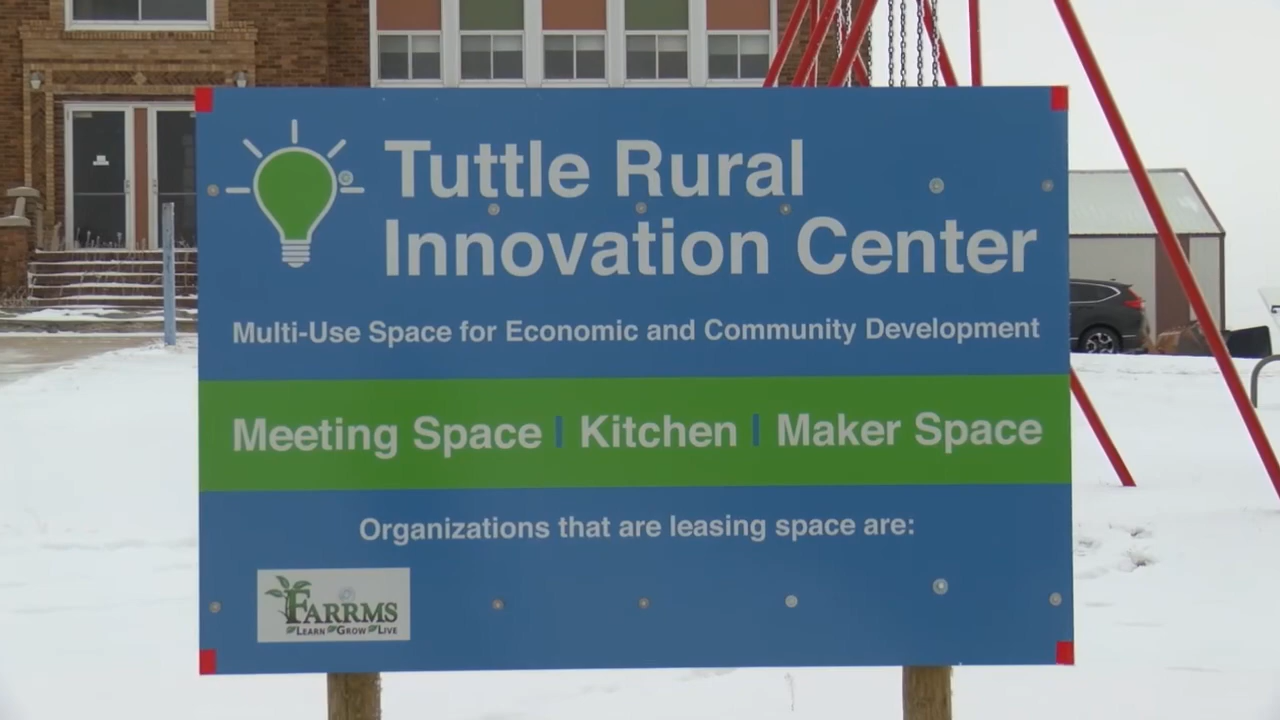 Tuttle Rural
Innovation Center
Multi-Use Space for Economic and Community Development
Meeting Space | Kitchen | Maker Space
Organizations that are leasing space are:
FARRMS
LEARN GROW LIVE